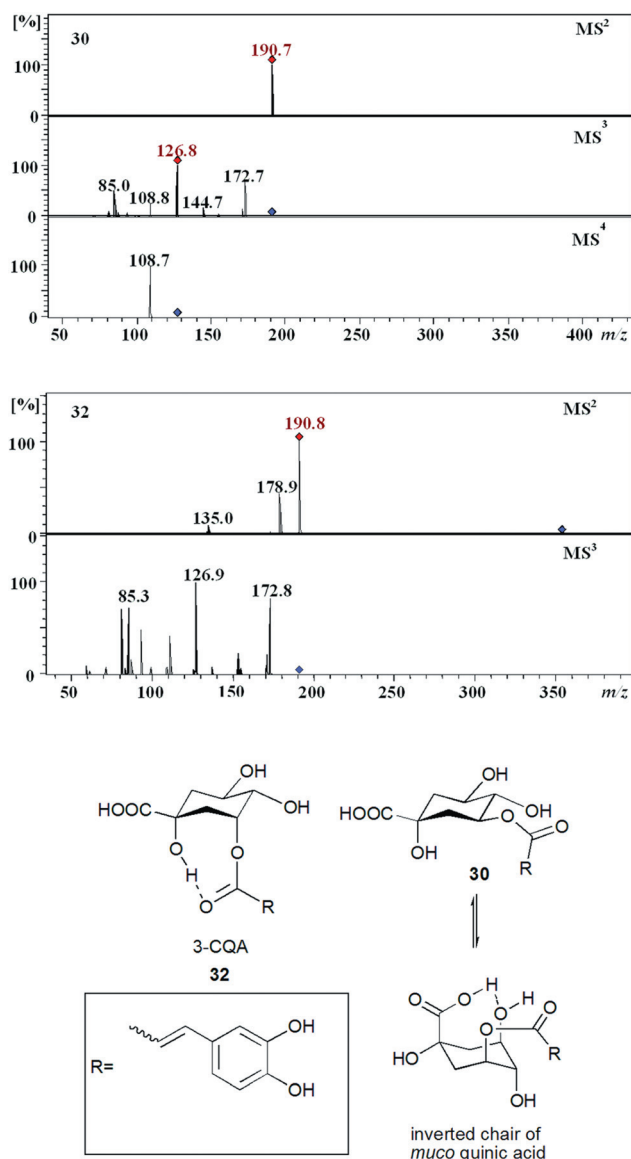 [%]
30
MS²
190.7
100
0
MS³
126.8
172.7
100
85.0
108.8
144.7
0
MS⁴
108.7
100
0
50 100 150 200 250 300 350 400 m/z
[%]
32
MS²
190.8
100
178.9
135.0
0
MS³
126.9
172.8
100
85.3
0
50 100 150 200 250 300 350 m/z
OH
HOOC
OH
O
O
H
O
R
3-CQA
32
OH
HOOC
OH
O
O
OH
R
30
R=
OH
OH
O
O
H
O
H
O
O
HO
R
OH
inverted chair of
muco quinic acid